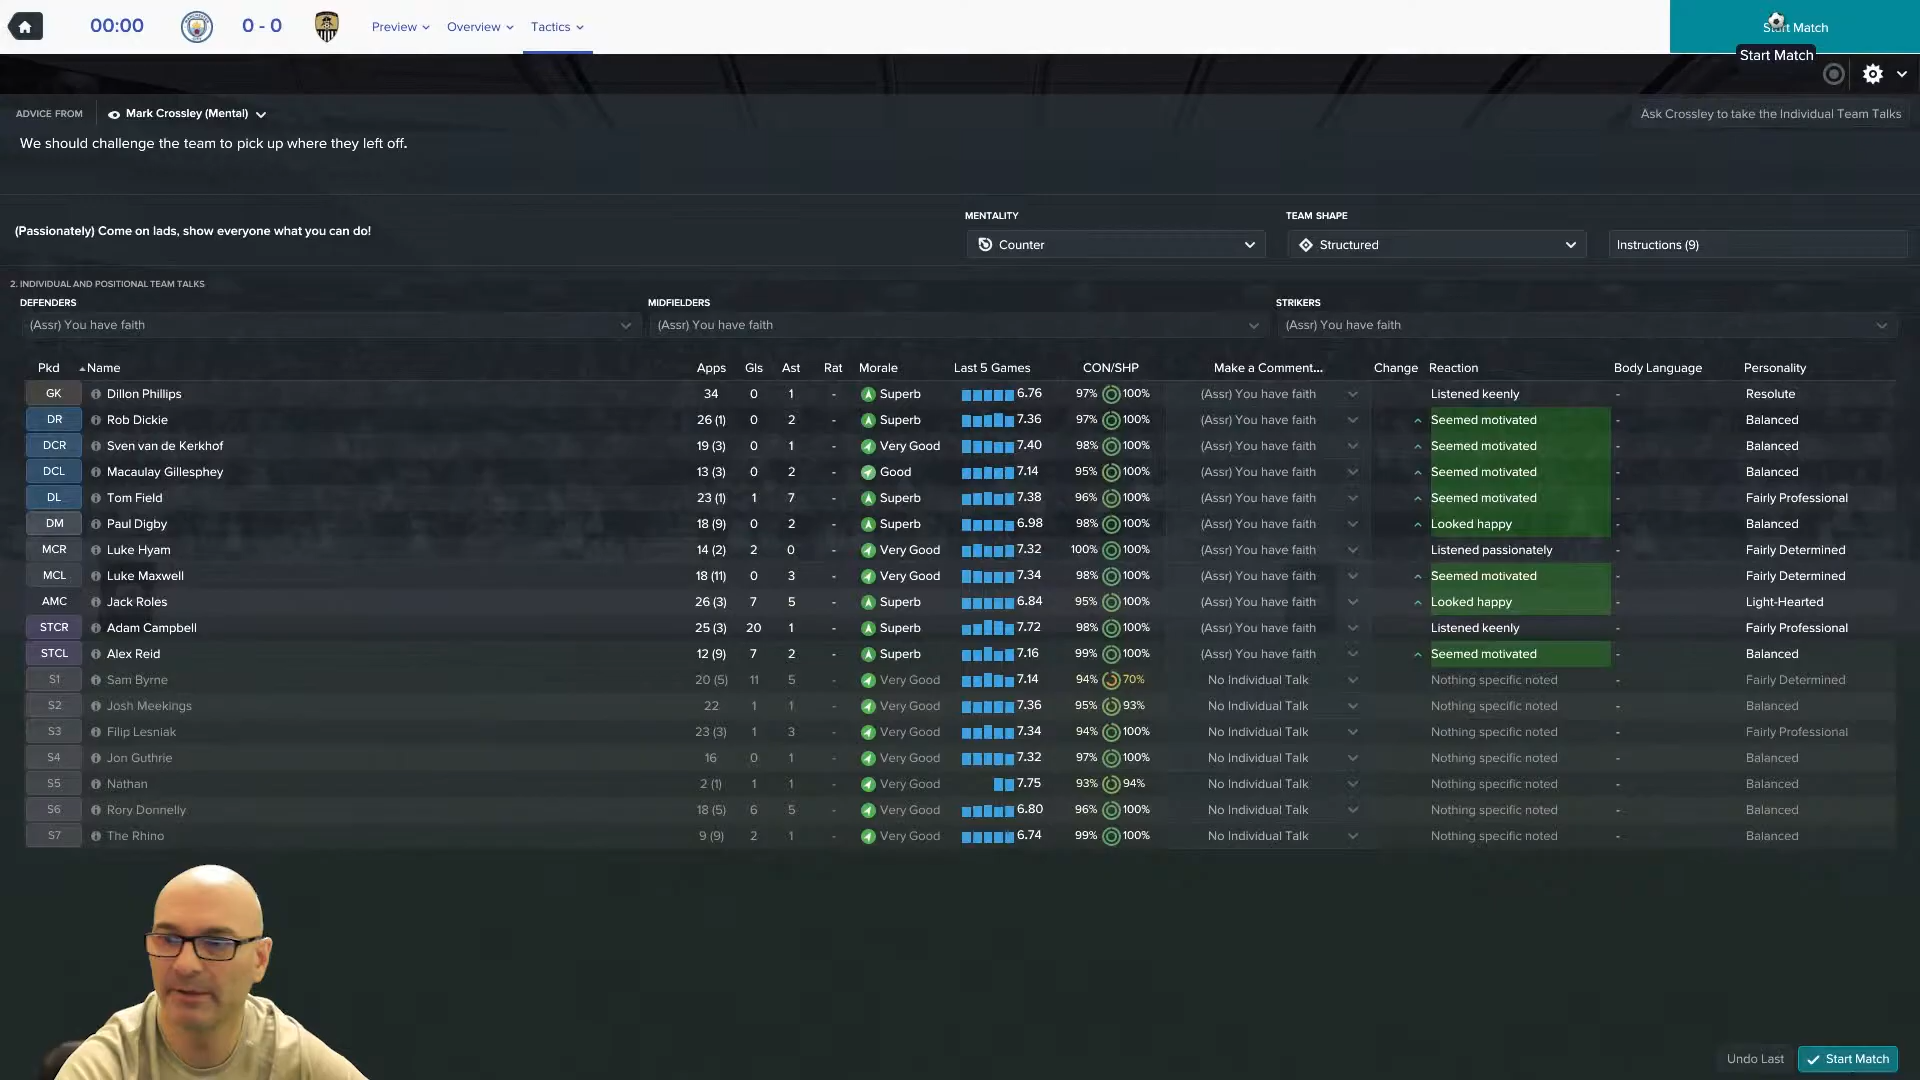 00:00 0 - 0 Preview Overview Tactics Start Match
Start Match
ADVICE FROM Mark Crossley (Mental) Ask Crossley to take the Individual Team Talks
We should challenge the team to pick up where they left off.
MENTALITY TEAM SHAPE
(Passionately) Come on lads, show everyone what you can do! Counter Structured Instructions (9)
2. INDIVIDUAL AND POSITIONAL TEAM TALKS
DEFENDERS MIDFIELDERS STRIKERS
(Assr) You have faith (Assr) You have faith (Assr) You have faith
Pkd Name Apps Gls Ast Rat Morale Last 5 Games CON/SHP Make a Comment... Change Reaction Body Language Personality
GK Dillon Phillips 34 0 1 - Superb 6.76 97% 100% (Assr) You have faith Listened keenly - Resolute
DR Rob Dickie 26 (1) 0 2 - Superb 7.36 97% 100% (Assr) You have faith Seemed motivated - Balanced
DCR Sven van de Kerkhof 19 (3) 0 1 - Very Good 7.40 98% 100% (Assr) You have faith Seemed motivated - Balanced
DCL Macaulay Gillesphey 13 (3) 0 2 - Good 7.14 95% 100% (Assr) You have faith Seemed motivated - Balanced
DL Tom Field 23 (1) 1 7 - Superb 7.38 96% 100% (Assr) You have faith Seemed motivated - Fairly Professional
DM Paul Digby 18 (9) 0 2 - Superb 6.98 98% 100% (Assr) You have faith Looked happy - Balanced
MCR Luke Hyam 14 (2) 2 0 - Very Good 7.32 100% 100% (Assr) You have faith Listened passionately - Fairly Determined
MCL Luke Maxwell 18 (11) 0 3 - Very Good 7.34 98% 100% (Assr) You have faith Seemed motivated - Fairly Determined
AMC Jack Roles 26 (3) 7 5 - Superb 6.84 95% 100% (Assr) You have faith Looked happy - Light-Hearted
STCR Adam Campbell 25 (3) 20 1 - Superb 7.72 98% 100% (Assr) You have faith Listened keenly - Fairly Professional
STCL Alex Reid 12 (9) 7 2 - Superb 7.16 99% 100% (Assr) You have faith Seemed motivated - Balanced
S1 Sam Byrne 20 (5) 11 5 - Very Good 7.14 94% 70% No Individual Talk Nothing specific noted - Fairly Determined
S2 Josh Meekings 22 1 1 - Very Good 7.36 95% 93% No Individual Talk Nothing specific noted - Balanced
S3 Filip Lesniak 23 (3) 1 3 - Very Good 7.34 94% 100% No Individual Talk Nothing specific noted - Fairly Professional
S4 Jon Guthrie 16 0 1 - Very Good 7.32 97% 100% No Individual Talk Nothing specific noted - Balanced
S5 Nathan 2 (1) 1 1 - Very Good 7.75 93% 94% No Individual Talk Nothing specific noted - Balanced
S6 Rory Donnelly 18 (5) 6 5 - Very Good 6.80 96% 100% No Individual Talk Nothing specific noted - Balanced
S7 The Rhino 9 (9) 2 1 - Very Good 6.74 99% 100% No Individual Talk Nothing specific noted - Balanced
Undo Last Start Match